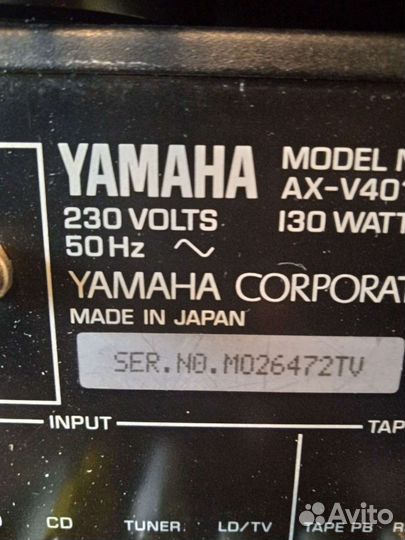 YAMAHA MODEL
AX-V401
230 VOLTS 130 WATT
50 Hz
YAMAHA CORPORAT
MADE IN JAPAN
SER.NO.M026472TV
INPUT TAP
CD TUNER LD/TV TAPE PB R
Avito